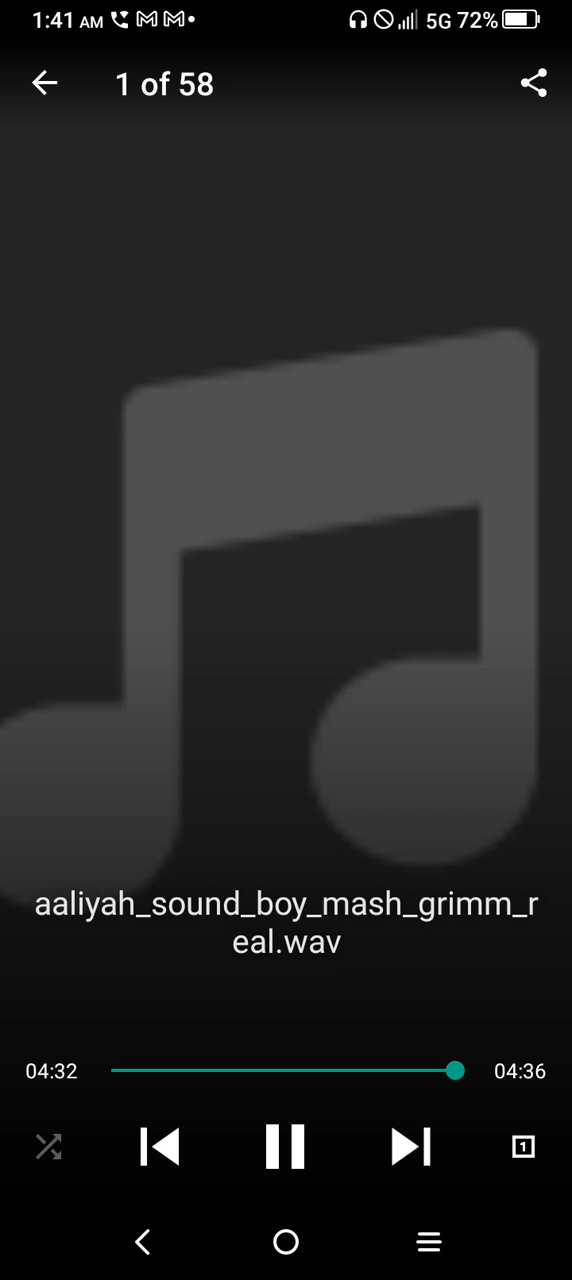 1:41 AM 5G 72%
1 of 58
aaliyah_sound_boy_mash_grimm_r
eal.wav
04:32 04:36
1